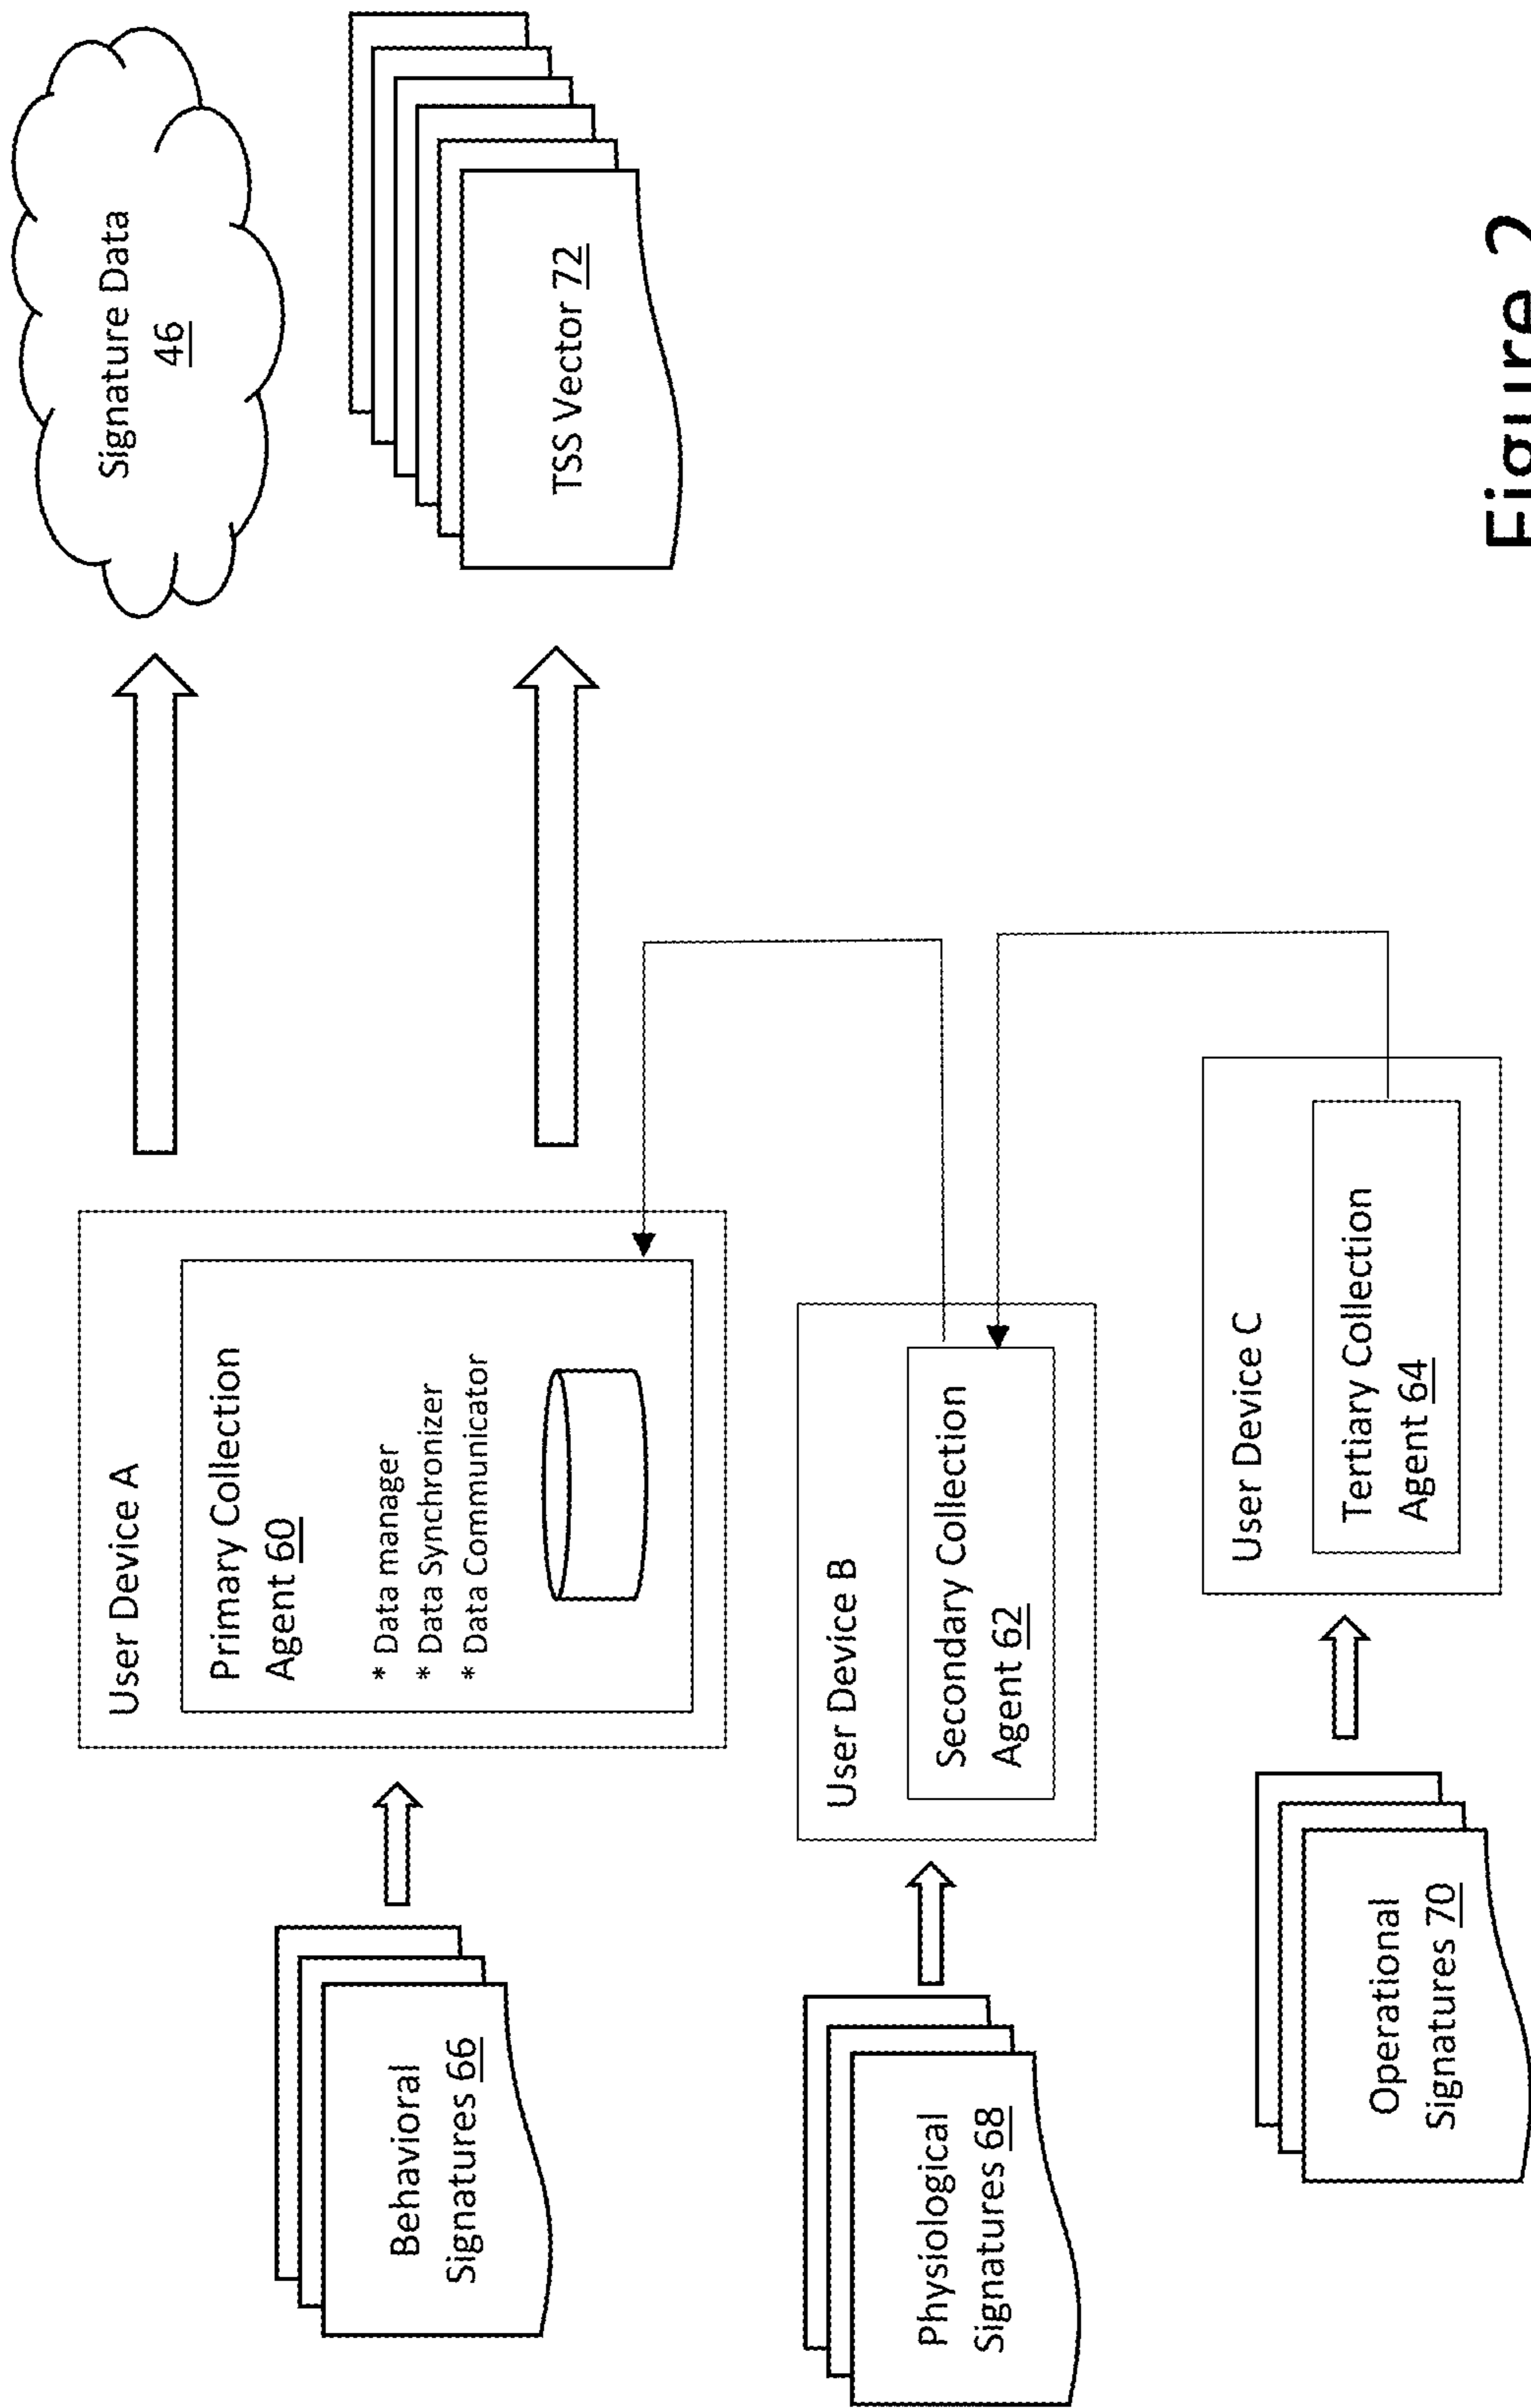 Signature Data
46
TSS Vector 72
User Device A
Primary Collection
Agent 60
* Data manager
* Data Synchronizer
* Data Communicator
User Device B
Secondary Collection
Agent 62
User Device C
Tertiary Collection
Agent 64
Behavioral
Signatures 66
Physiological
Signatures 68
Operational
Signatures 70
Figure 2